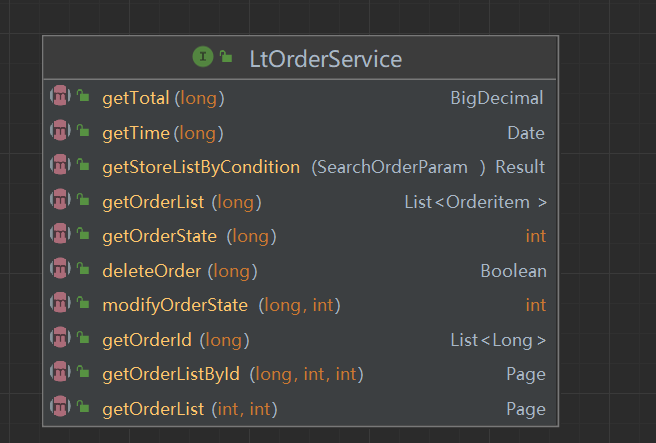 LtOrderService
getTotal(long) BigDecimal
getTime(long) Date
getStoreListByCondition (SearchOrderParam ) Result
getOrderList (long) List<Orderitem >
getOrderState (long) int
deleteOrder(long) Boolean
modifyOrderState (long, int) int
getOrderId (long) List<Long>
getOrderListById (long, int, int) Page
getOrderList (int, int) Page